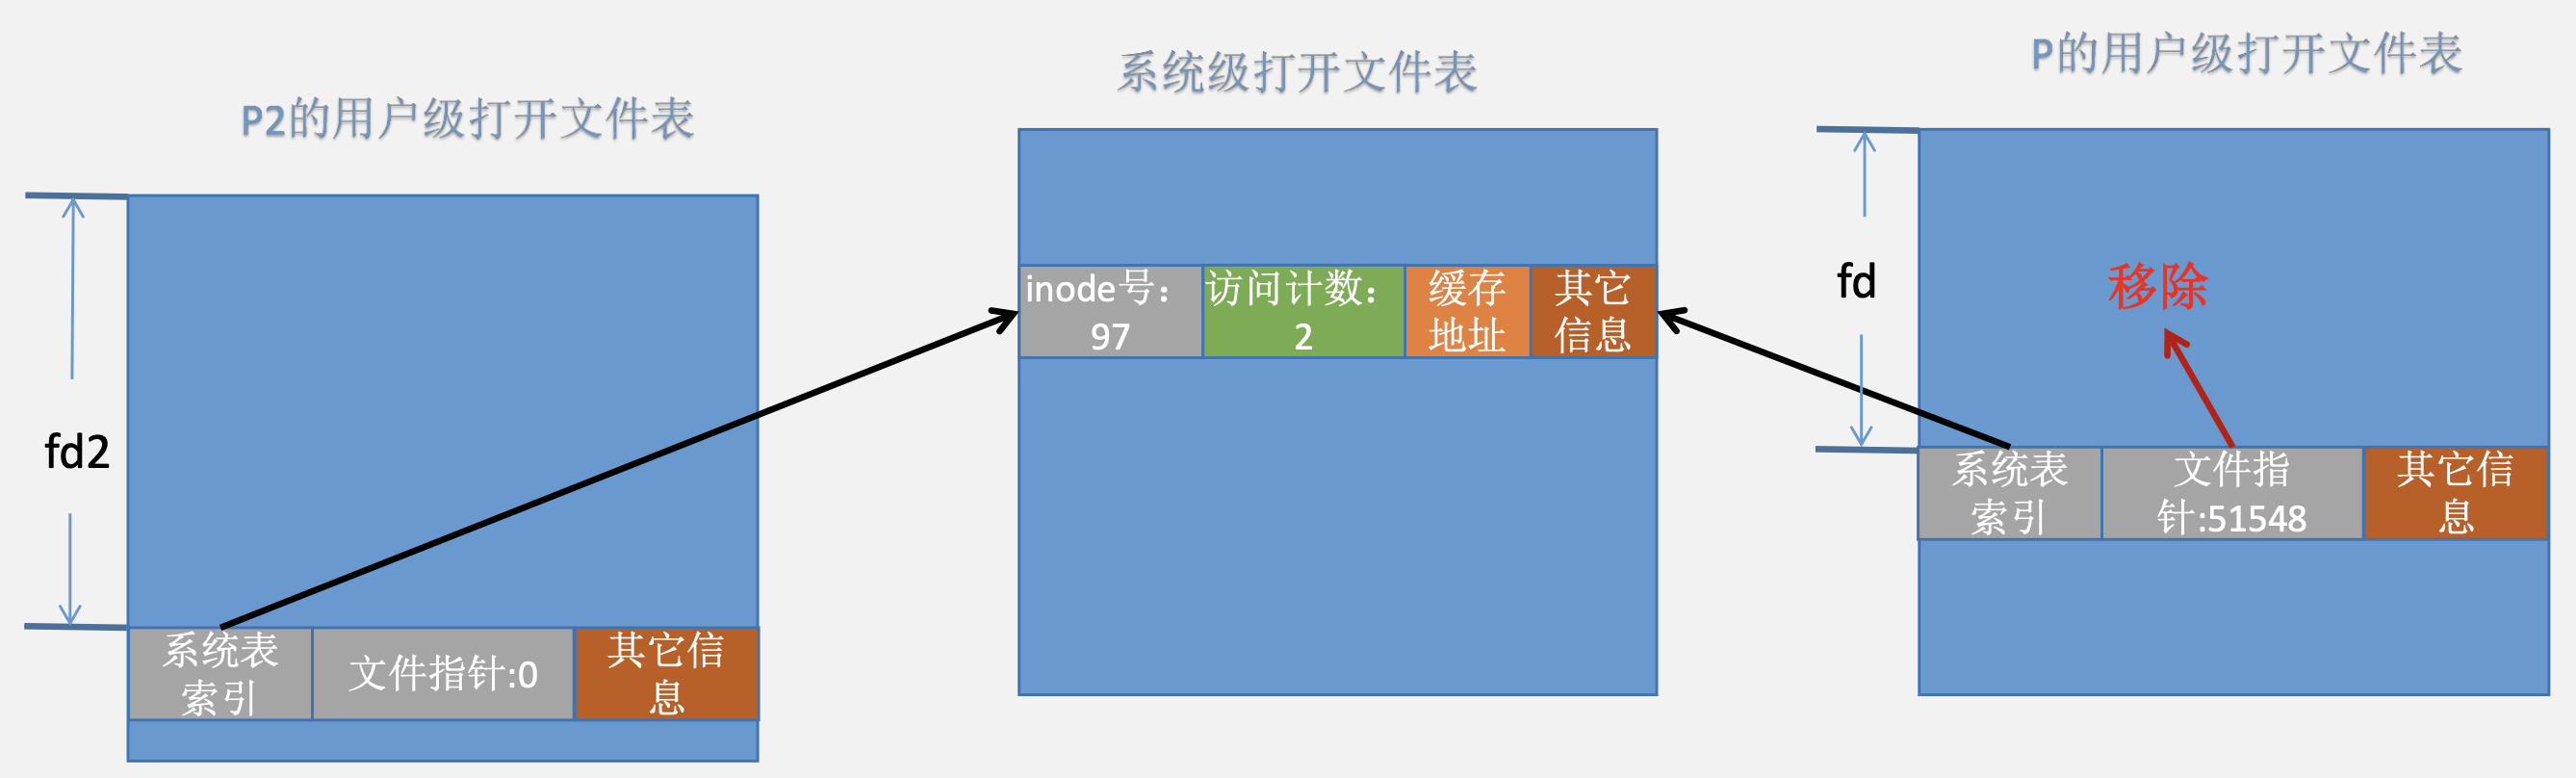 P2的用户级打开文件表
系统级打开文件表
P的用户级打开文件表
fd2
系统表
索引
文件指针:0
其它信
息
inode号：
97
访问计数：
2
缓存
地址
其它
信息
fd
移除
系统表
索引
文件指
针:51548
其它信
息